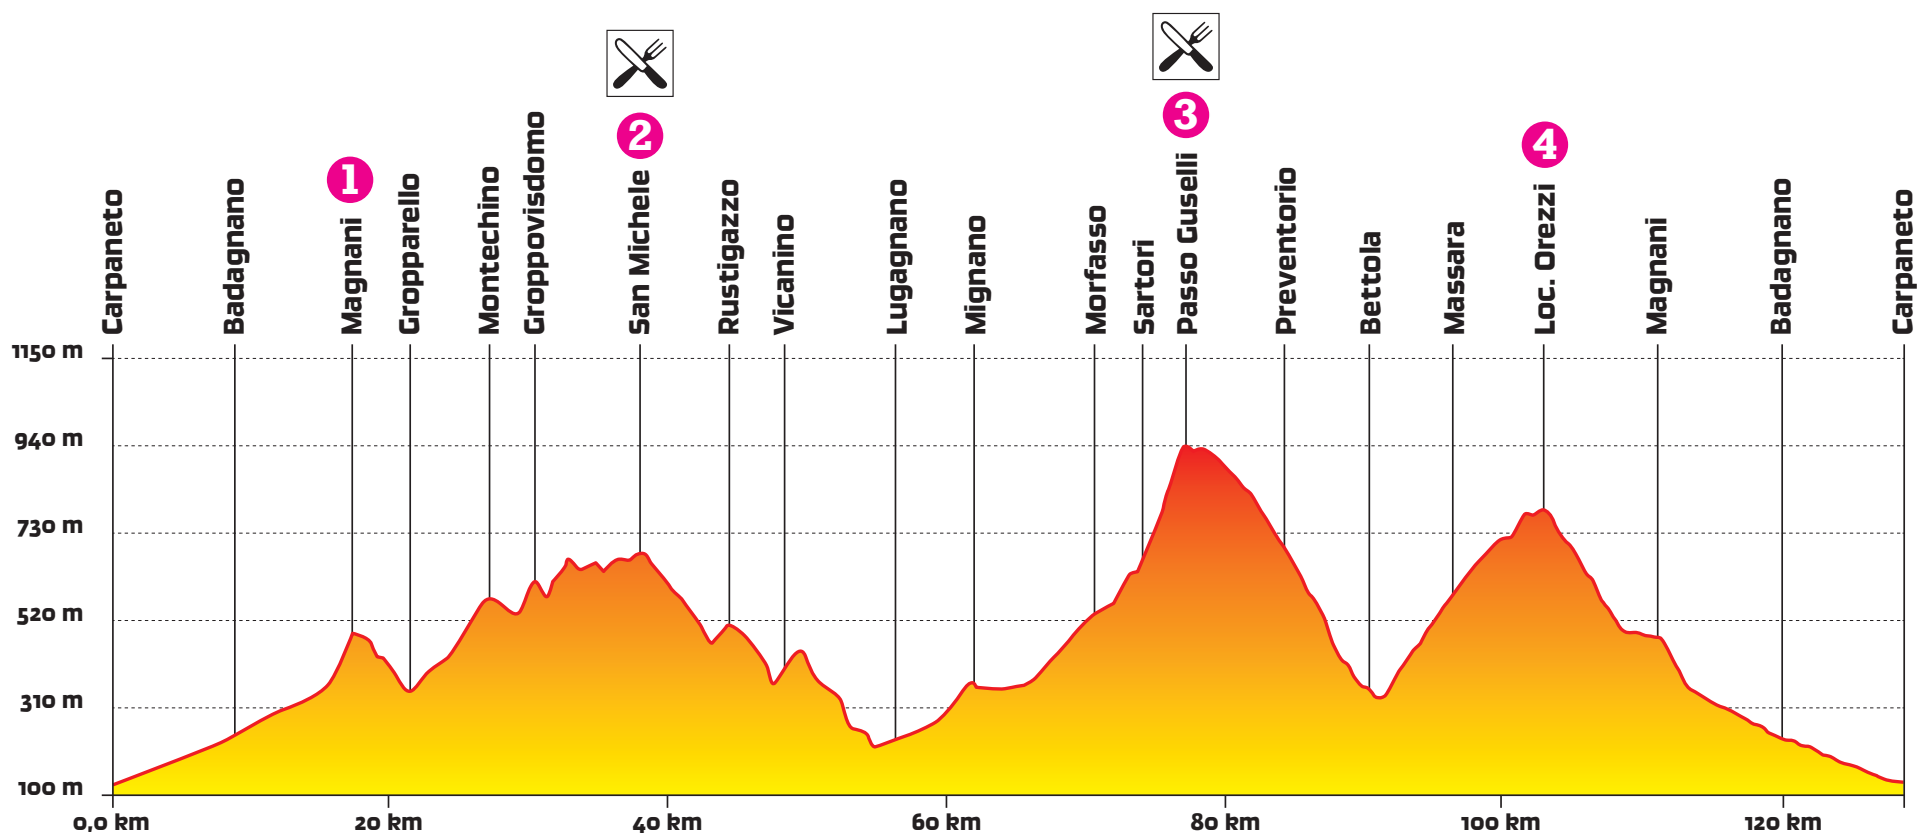 1
2
3
4
Carpaneto
Badagnano
Magnani
Gropparello
Montechino
Groppovisdomo
San Michele
Rustigazzo
Vicanino
Lugagnano
Mignano
Morfasso
Sartori
Passo Guselli
Preventorio
Bettola
Massara
Loc. Orezzi
Magnani
Badagnano
Carpaneto
1150 m
940 m
730 m
520 m
310 m
100 m
0,0 km
20 km
40 km
60 km
80 km
100 km
120 km